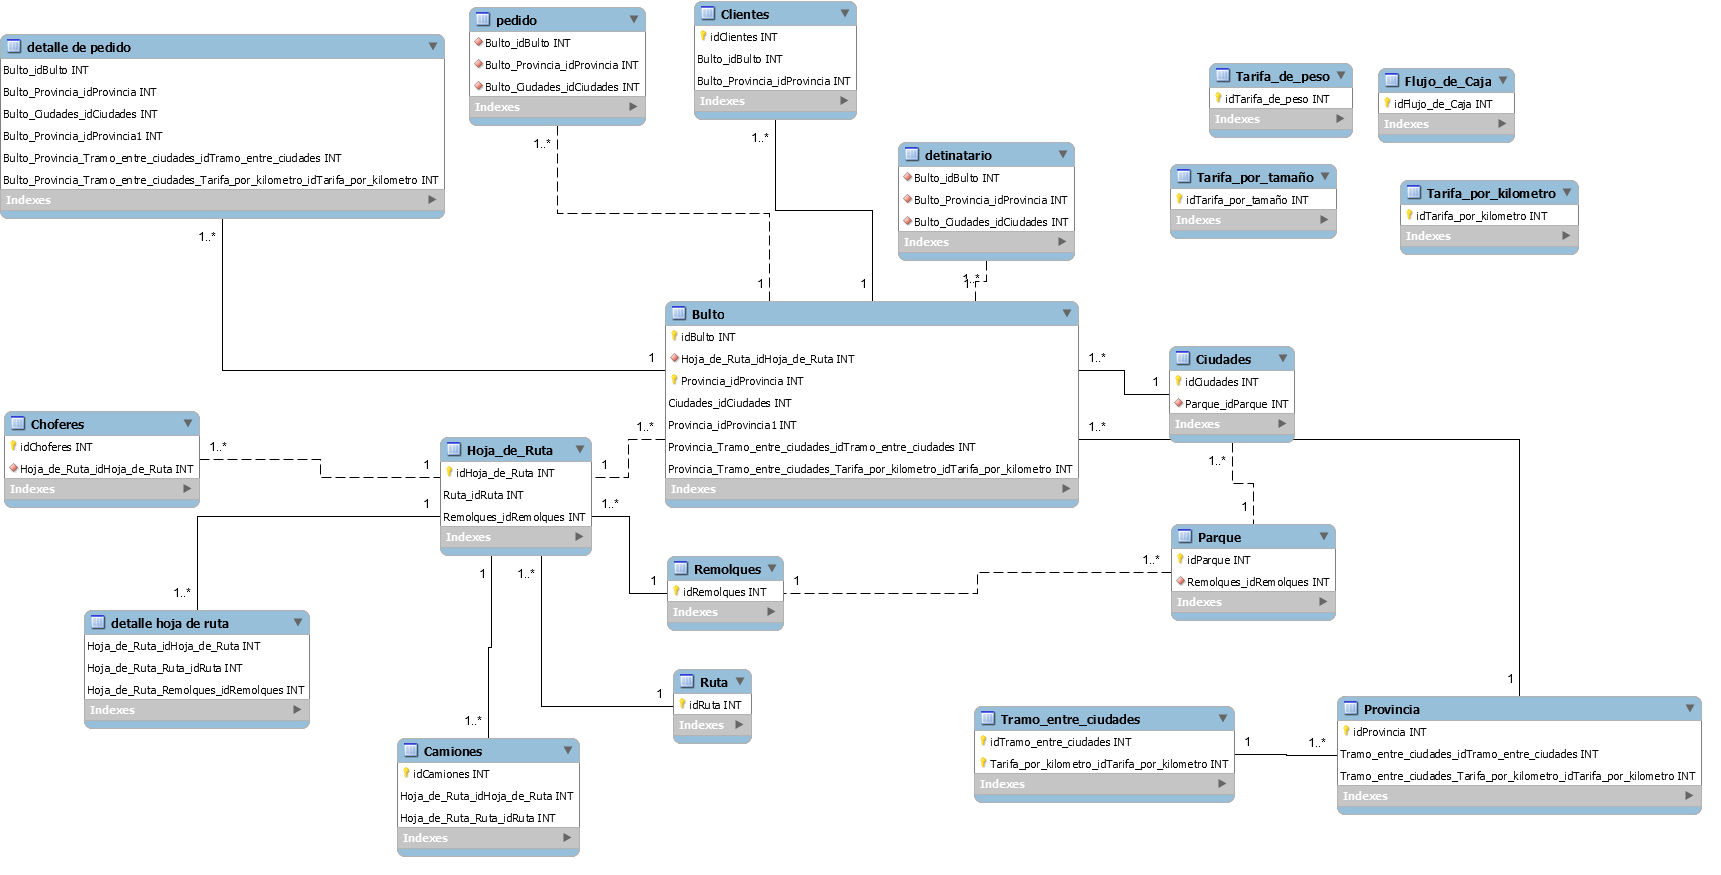 detalle de pedido
Bulto_idBulto INT
Bulto_Provincia_idProvincia INT
Bulto_Ciudades_idCiudades INT
Bulto_Provincia_idProvincia1 INT
Bulto_Provincia_Tramo_entre_ciudades_idTramo_entre_ciudades INT
Bulto_Provincia_Tramo_entre_ciudades_Tarifa_por_kilometro_idTarifa_por_kilometro INT
Indexes
pedido
Bulto_idBulto INT
Bulto_Provincia_idProvincia INT
Bulto_Ciudades_idCiudades INT
Indexes
Clientes
idClientes INT
Bulto_idBulto INT
Bulto_Provincia_idProvincia INT
Indexes
detinatario
Bulto_idBulto INT
Bulto_Provincia_idProvincia INT
Bulto_Ciudades_idCiudades INT
Indexes
Tarifa_de_peso
idTarifa_de_peso INT
Indexes
Flujo_de_Caja
idFlujo_de_Caja INT
Indexes
Tarifa_por_tamaño
idTarifa_por_tamaño INT
Indexes
Tarifa_por_kilometro
idTarifa_por_kilometro INT
Indexes
1..*
1..*
1..*
1..*
1
1
1
1
Bulto
idBulto INT
Hoja_de_Ruta_idHoja_de_Ruta INT
Provincia_idProvincia INT
Ciudades_idCiudades INT
Provincia_idProvincia1 INT
Provincia_Tramo_entre_ciudades_idTramo_entre_ciudades INT
Provincia_Tramo_entre_ciudades_Tarifa_por_kilometro_idTarifa_por_kilometro INT
Indexes
1..*
1
1..*
1..*
Ciudades
idCiudades INT
Parque_idParque INT
Indexes
1..*
1
Choferes
idChoferes INT
Hoja_de_Ruta_idHoja_de_Ruta INT
Indexes
1..*
1
1
1
1..*
Hoja_de_Ruta
idHoja_de_Ruta INT
Ruta_idRuta INT
Remolques_idRemolques INT
Indexes
1
1..*
1..*
1
1
1..*
Parque
idParque INT
Remolques_idRemolques INT
Indexes
Remolques
idRemolques INT
Indexes
detalle hoja de ruta
Hoja_de_Ruta_idHoja_de_Ruta INT
Hoja_de_Ruta_Ruta_idRuta INT
Hoja_de_Ruta_Remolques_idRemolques INT
Indexes
Ruta
idRuta INT
Indexes
1
1..*
Camiones
idCamiones INT
Hoja_de_Ruta_idHoja_de_Ruta INT
Hoja_de_Ruta_Ruta_idRuta INT
Indexes
Tramo_entre_ciudades
idTramo_entre_ciudades INT
Tarifa_por_kilometro_idTarifa_por_kilometro INT
Indexes
1
1..*
1
Provincia
idProvincia INT
Tramo_entre_ciudades_idTramo_entre_ciudades INT
Tramo_entre_ciudades_Tarifa_por_kilometro_idTarifa_por_kilometro INT
Indexes